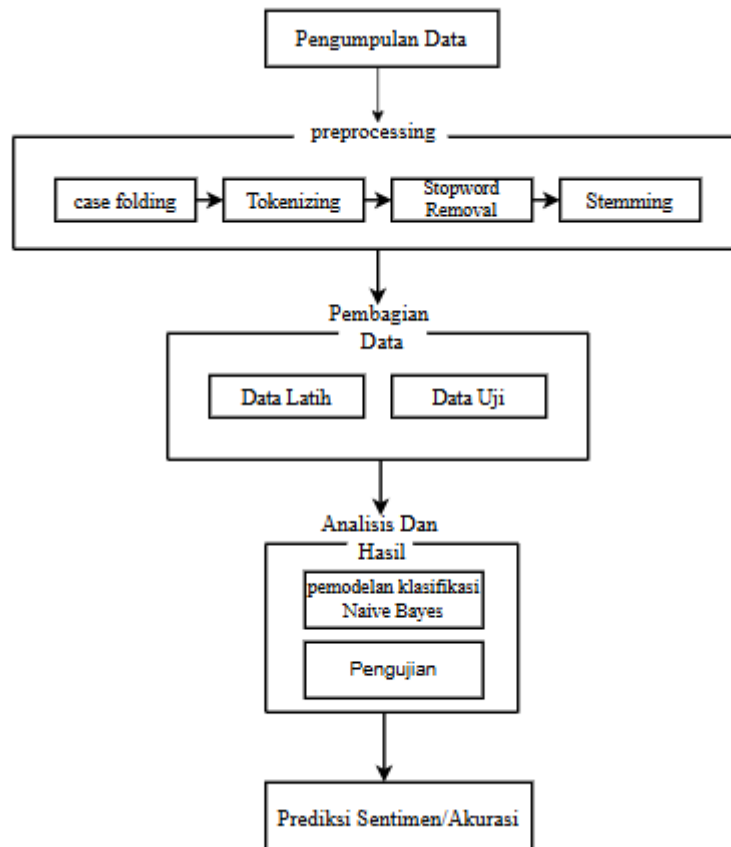 Pengumpulan Data
preprocessing
case folding
Tokenizing
Stopword
Removal
Stemming
Pembagian
Data
Data Latih
Data Uji
Analisis Dan
Hasil
pemodelan klasifikasi
Naive Bayes
Pengujian
Prediksi Sentimen/Akurasi